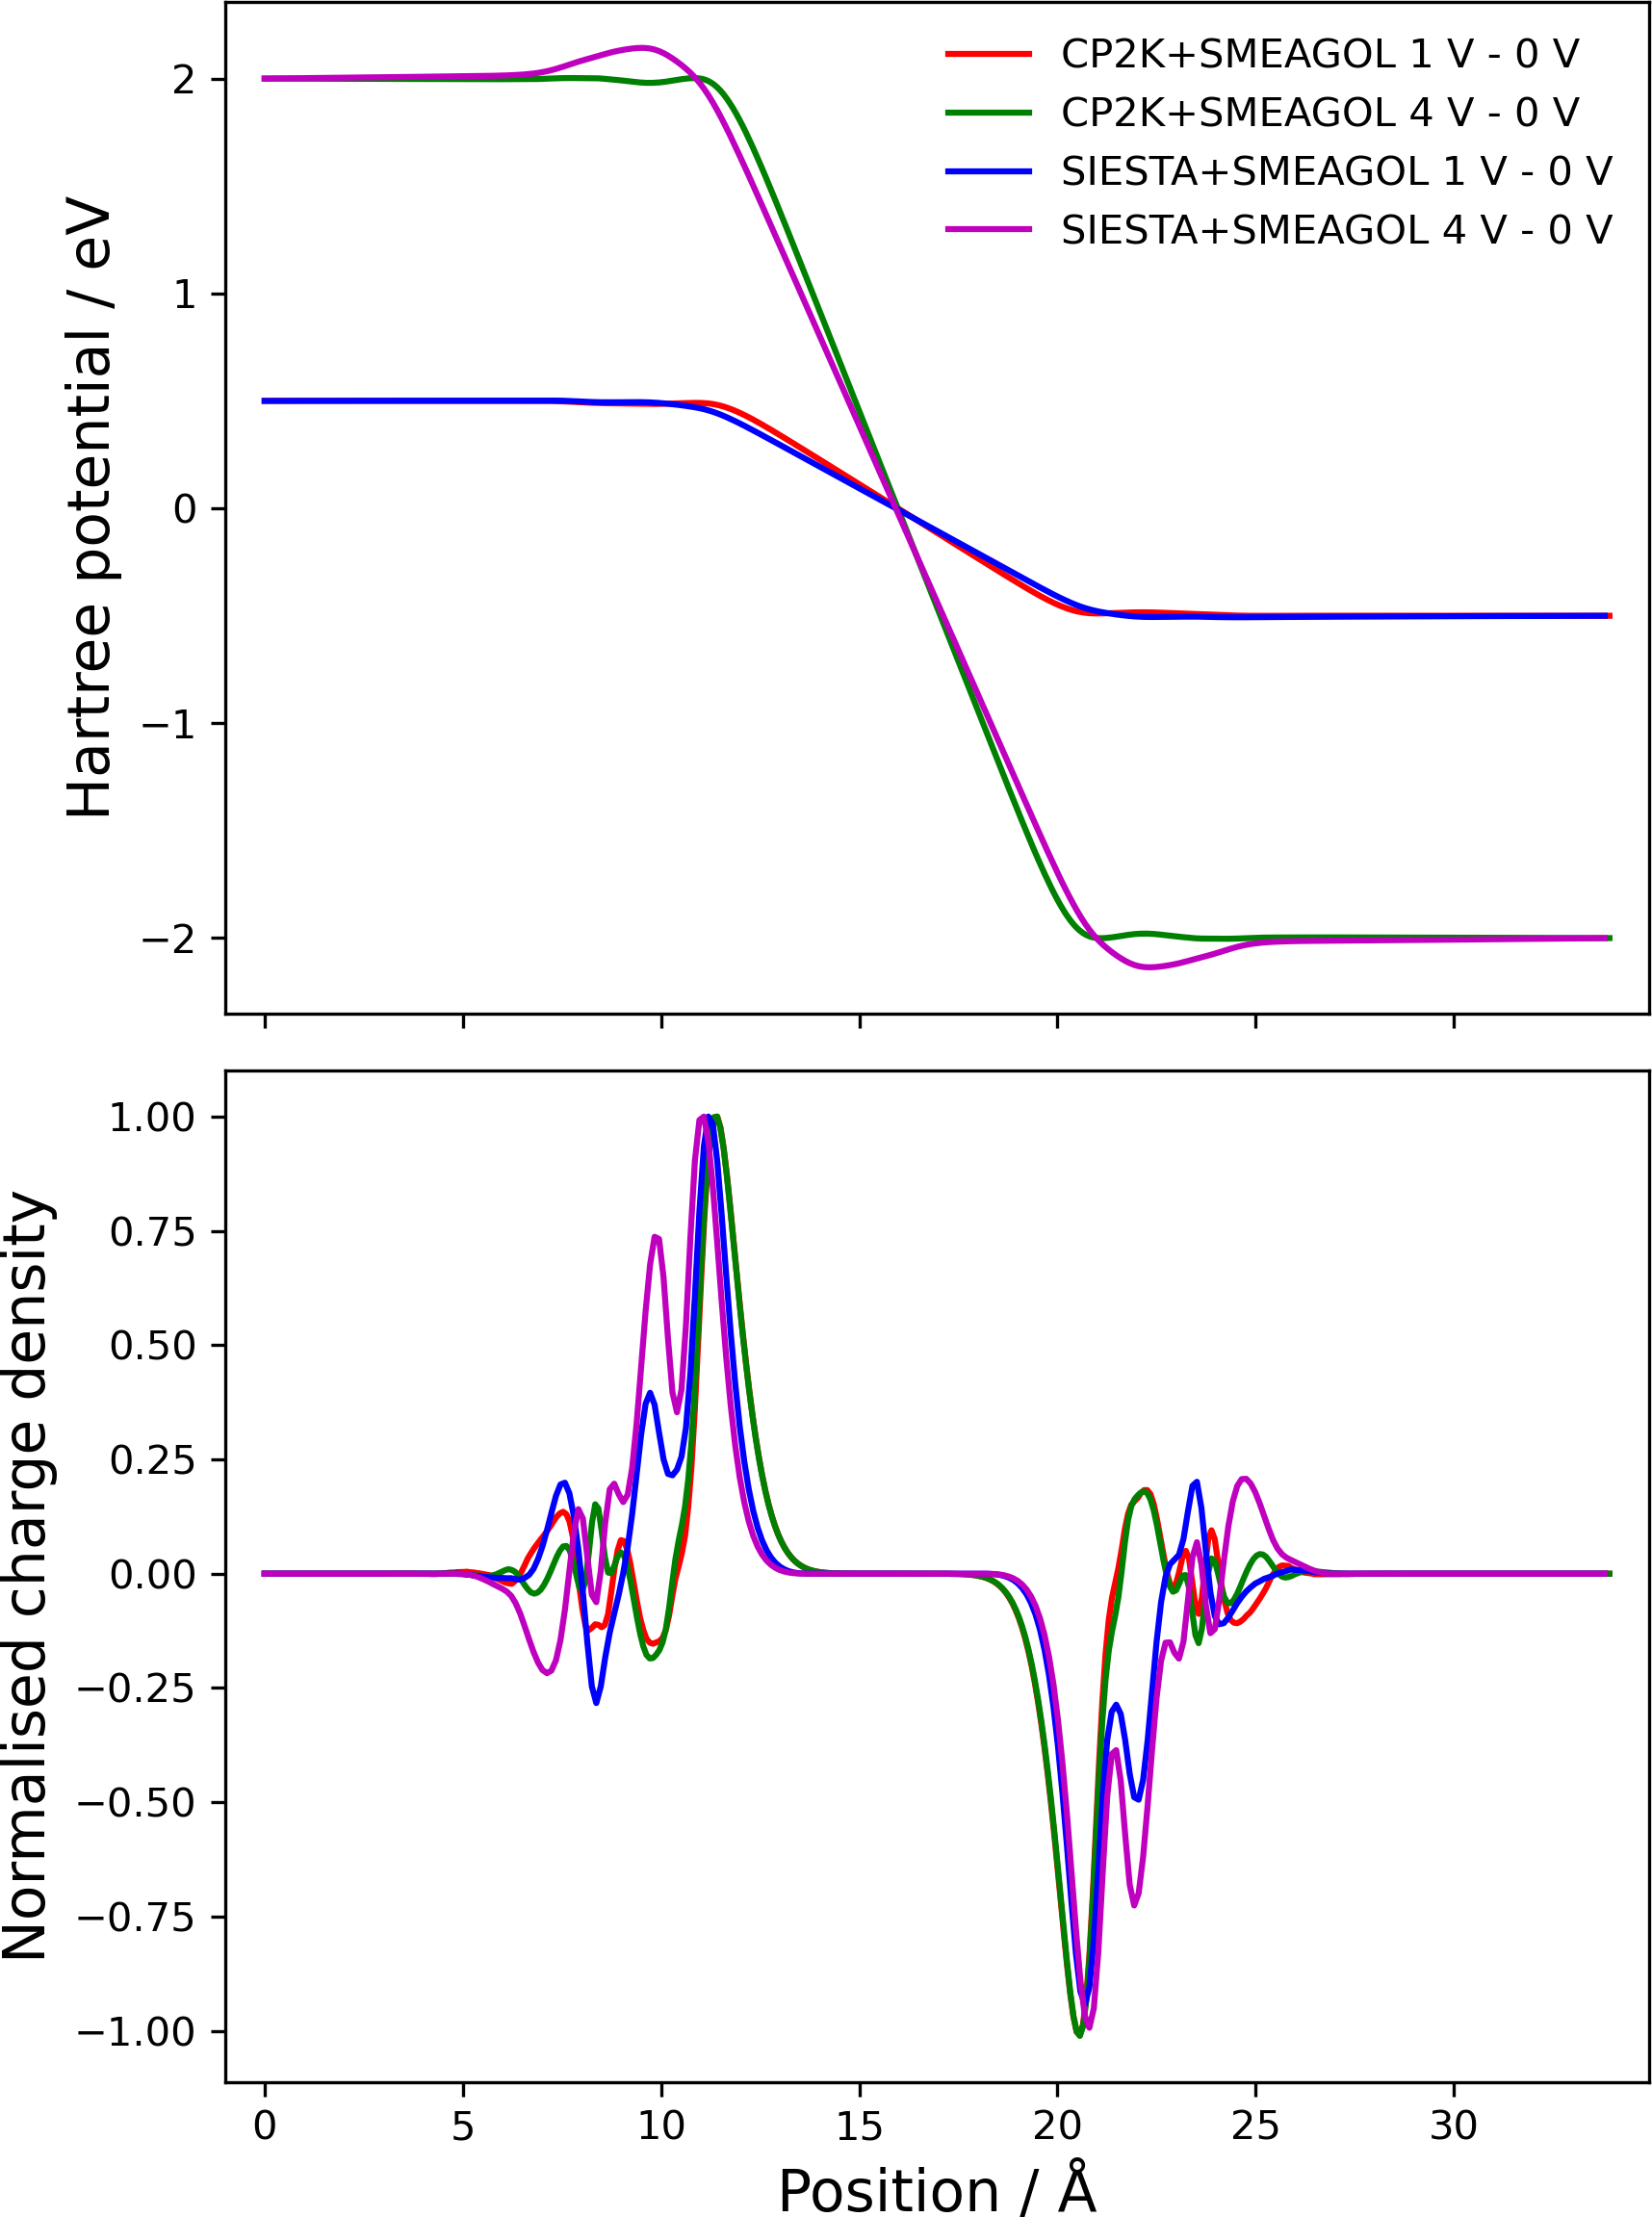 Hartree potential / eV
2
1
0
−1
−2
CP2K+SMEAGOL 1 V - 0 V
CP2K+SMEAGOL 4 V - 0 V
SIESTA+SMEAGOL 1 V - 0 V
SIESTA+SMEAGOL 4 V - 0 V
Normalised charge density
1.00
0.75
0.50
0.25
0.00
−0.25
−0.50
−0.75
−1.00
0 5 10 15 20 25 30
Position / Å